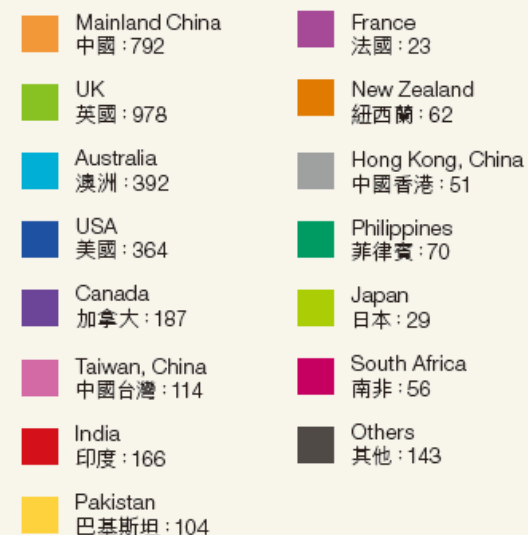 Mainland China
中國：792
UK
英國：978
Australia
澳洲：392
USA
美國：364
Canada
加拿大：187
Taiwan, China
中國台灣：114
India
印度：166
Pakistan
巴基斯坦：104
France
法國：23
New Zealand
紐西蘭：62
Hong Kong, China
中國香港：51
Philippines
菲律賓：70
Japan
日本：29
South Africa
南非：56
Others
其他：143